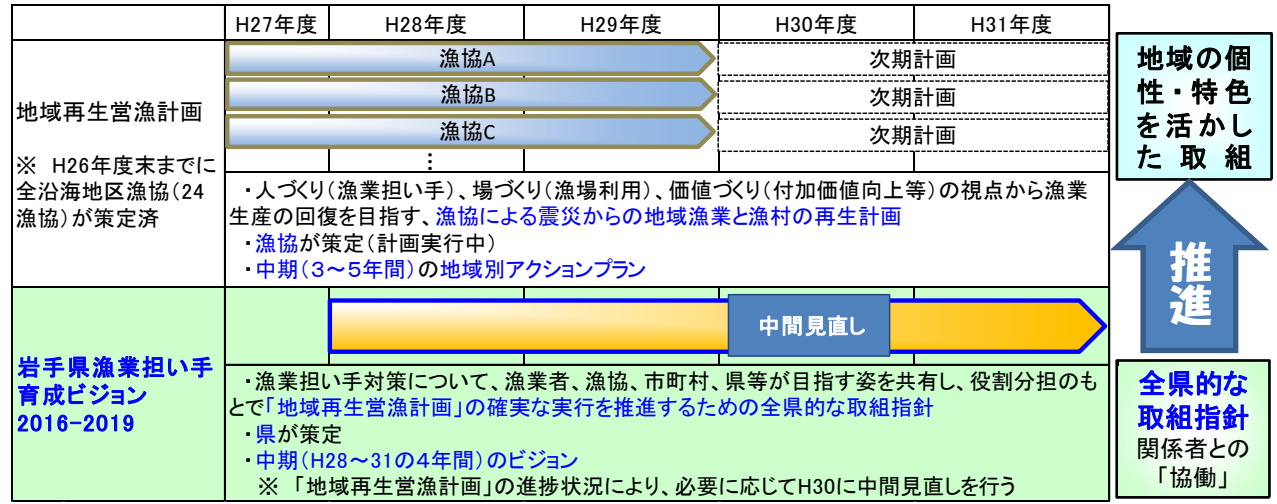 H27年度 H28年度 H29年度 H30年度 H31年度
地域再生営漁計画
※ H26年度末までに
全沿海地区漁協(24
漁協)が策定済
漁協A 次期計画
漁協B 次期計画
漁協C 次期計画
⋮
・人づくり(漁業担い手)、場づくり(漁場利用)、価値づくり(付加価値向上等)の視点から漁業
生産の回復を目指す、漁協による震災からの地域漁業と漁村の再生計画
・漁協が策定(計画実行中)
・中期(3~5年間)の地域別アクションプラン
岩手県漁業担い手
育成ビジョン
2016-2019
中間見直し
・漁業担い手対策について、漁業者、漁協、市町村、県等が目指す姿を共有し、役割分担のも
とで「地域再生営漁計画」の確実な実行を推進するための全県的な取組指針
・県が策定
・中期(H28~31の4年間)のビジョン
※ 「地域再生営漁計画」の進捗状況により、必要に応じてH30に中間見直しを行う
地域の個
性・特色
を活かし
た取組
推
進
全県的な
取組指針
関係者との
「協働」